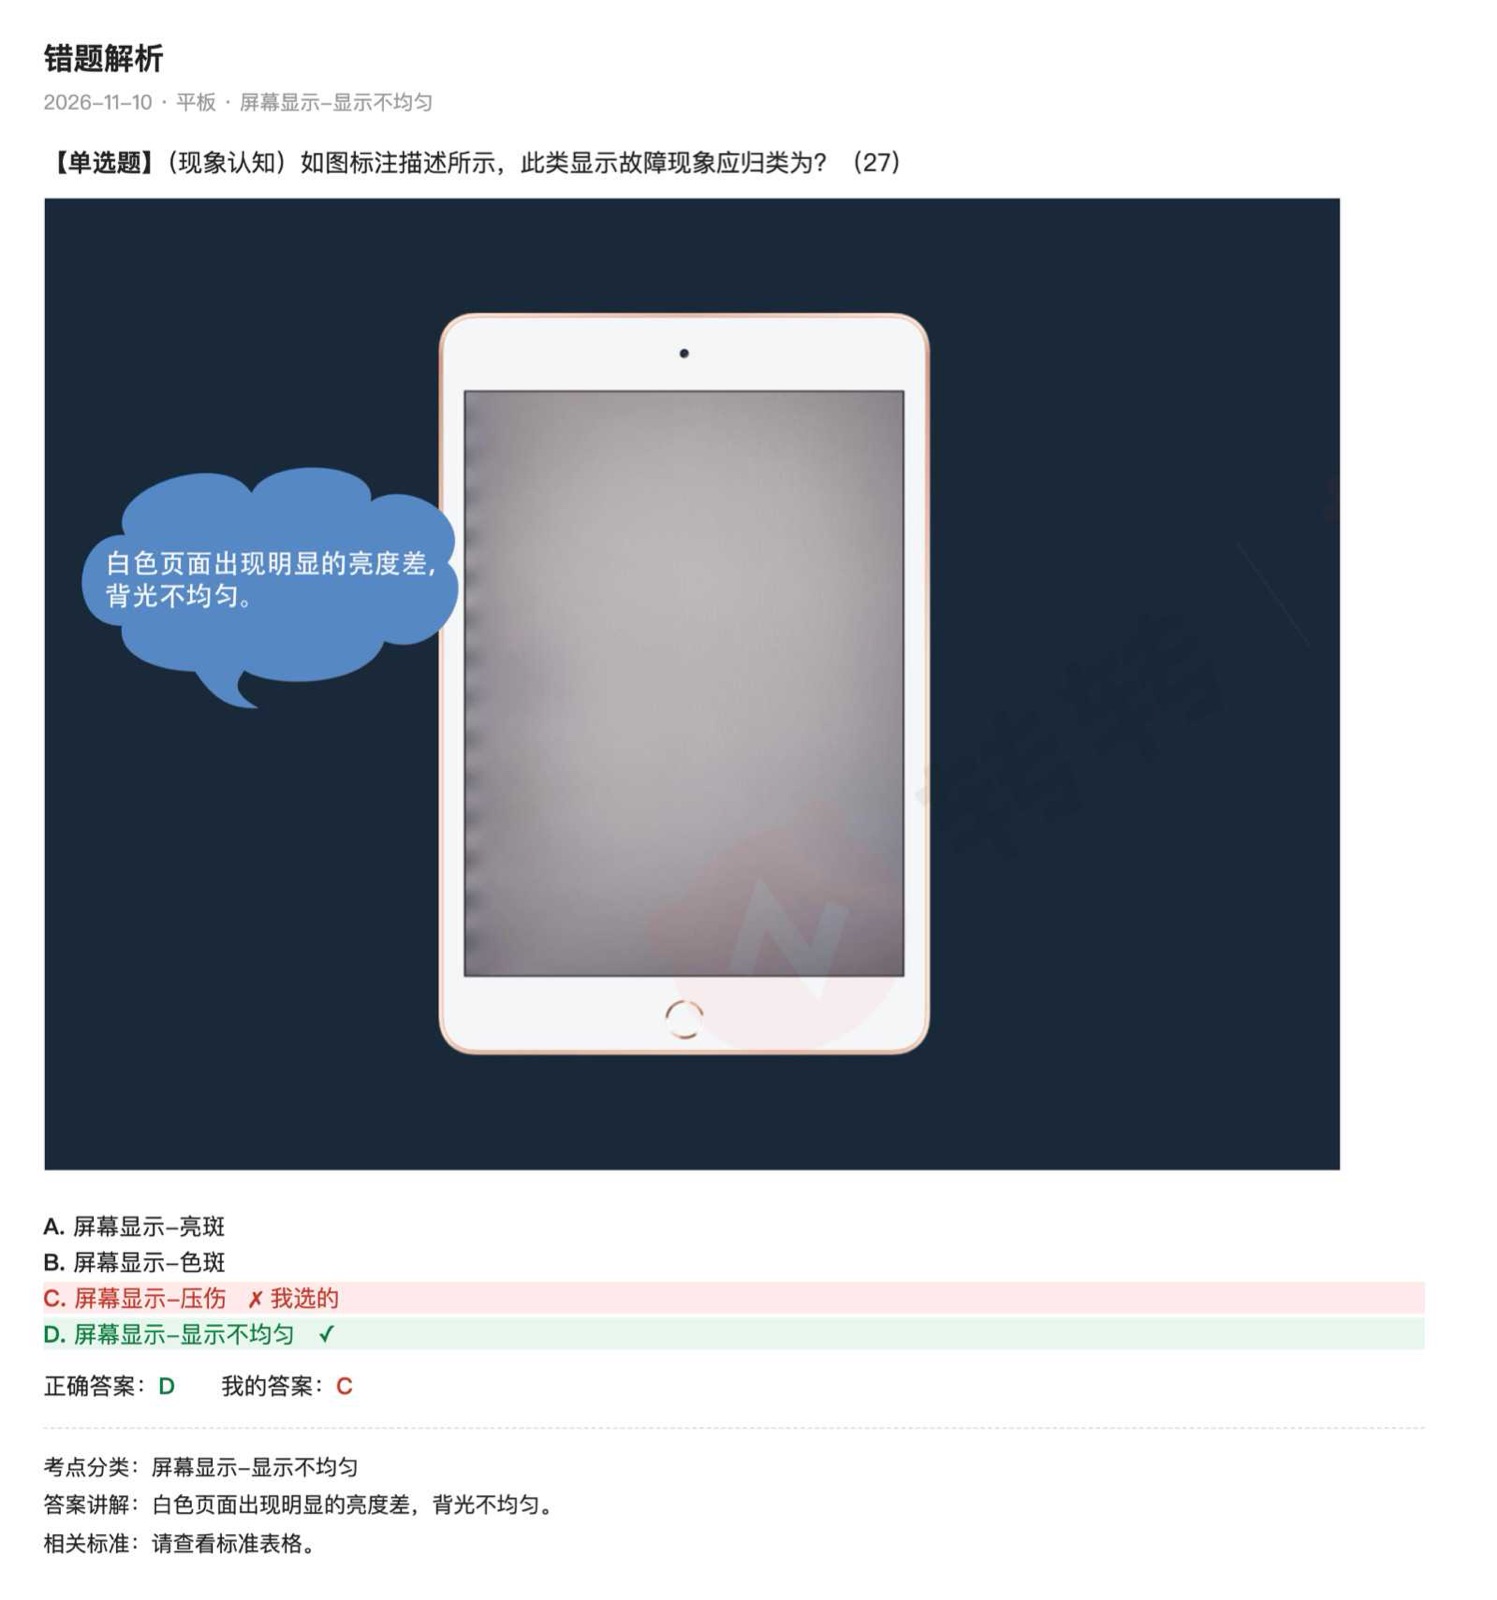 错题解析
2026-11-10 · 平板 · 屏幕显示-显示不均匀
【单选题】（现象认知）如图标注描述所示，此类显示故障现象应归类为？（27）
白色页面出现明显的亮度差，
背光不均匀。
转转
A. 屏幕显示-亮斑
B. 屏幕显示-色斑
C. 屏幕显示-压伤 ✗ 我选的
D. 屏幕显示-显示不均匀 ✓
正确答案：D 我的答案：C
考点分类：屏幕显示-显示不均匀
答案讲解：白色页面出现明显的亮度差，背光不均匀。
相关标准：请查看标准表格。